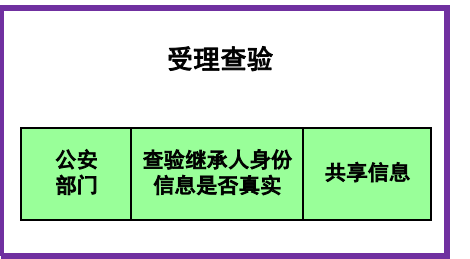 受理查验
公安
部门
查验继承人身份
信息是否真实
共享信息